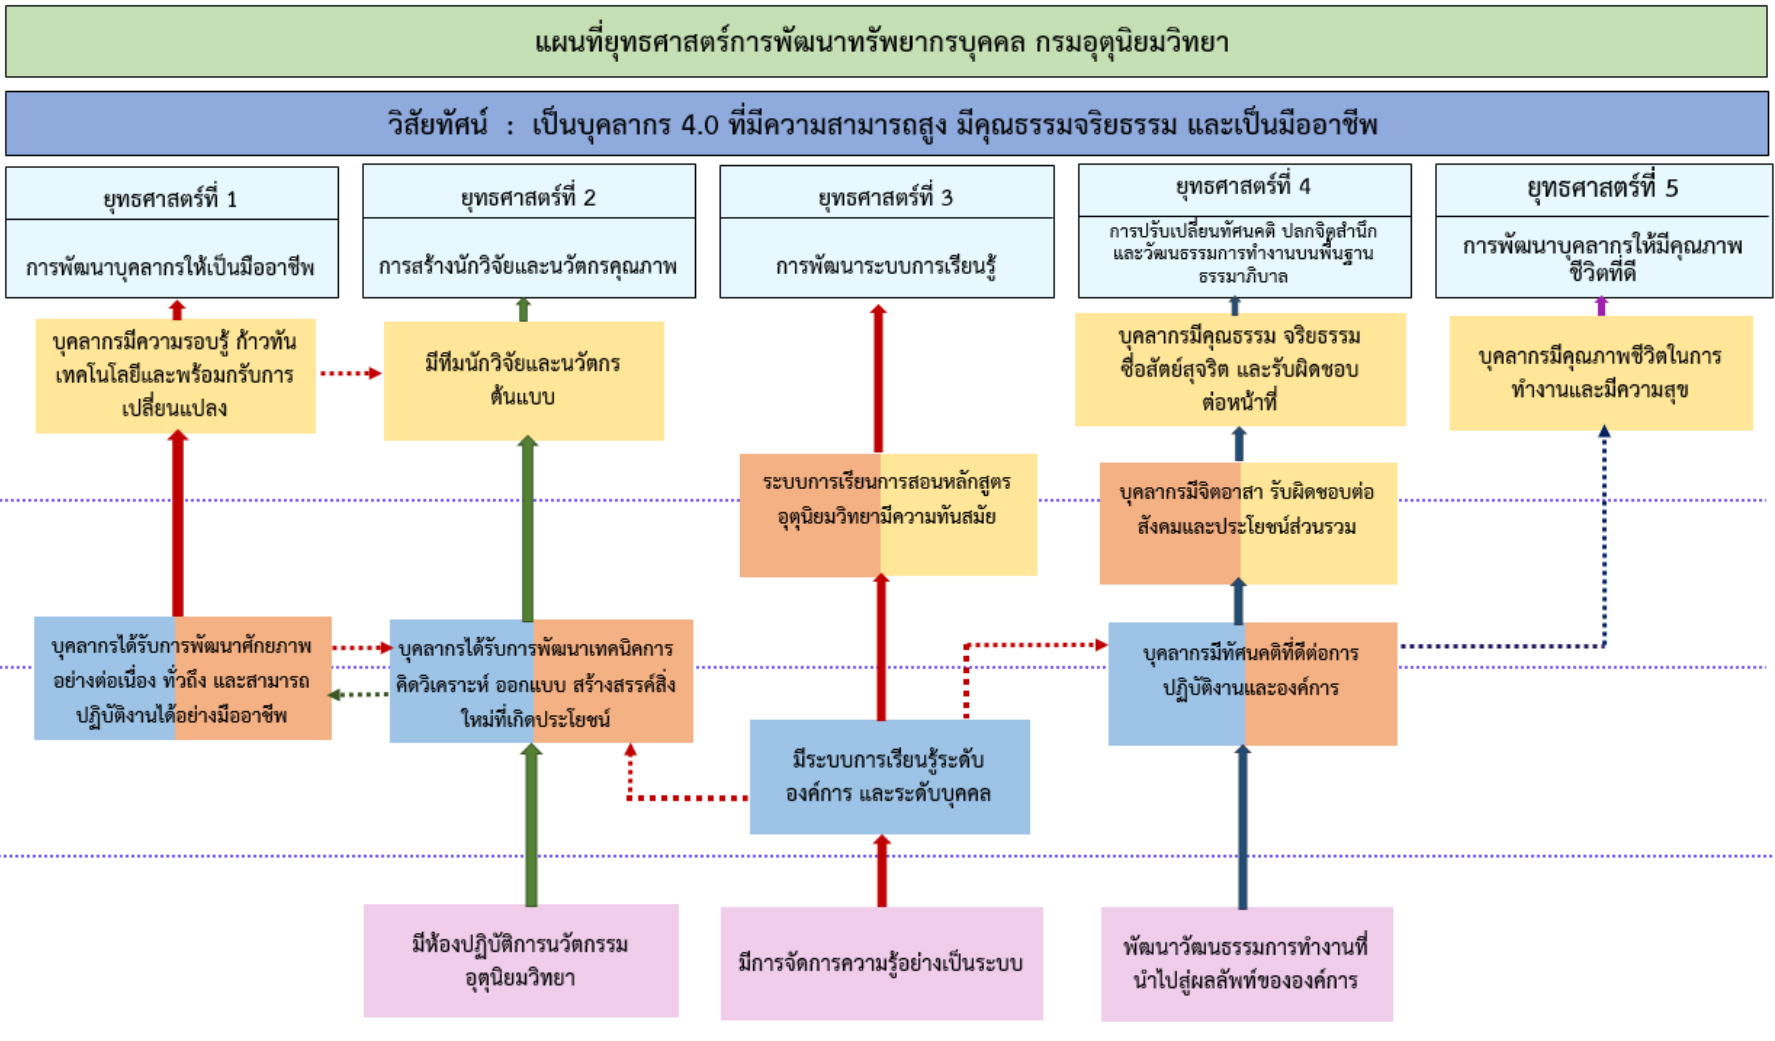 แผนที่ยุทธศาสตร์การพัฒนาทรัพยากรบุคคล กรมอุตุนิยมวิทยา
วิสัยทัศน์ : เป็นบุคลากร 4.0 ที่มีความสามารถสูง มีคุณธรรมจริยธรรม และเป็นมืออาชีพ
ยุทธศาสตร์ที่ 1
การพัฒนาบุคลากรให้เป็นมืออาชีพ
ยุทธศาสตร์ที่ 2
การสร้างนักวิจัยและนวัตกรคุณภาพ
ยุทธศาสตร์ที่ 3
การพัฒนาระบบการเรียนรู้
ยุทธศาสตร์ที่ 4
การปรับเปลี่ยนทัศนคติ ปลกจิตสำนึก
และวัฒนธรรมการทำงานบนพื้นฐาน
ธรรมาภิบาล
ยุทธศาสตร์ที่ 5
การพัฒนาบุคลากรให้มีคุณภาพ
ชีวิตที่ดี
บุคลากรมีความรอบรู้ ก้าวทัน
เทคโนโลยีและพร้อมกรับการ
เปลี่ยนแปลง
มีทีมนักวิจัยและนวัตกร
ต้นแบบ
บุคลากรมีคุณธรรม จริยธรรม
ซื่อสัตย์สุจริต และรับผิดชอบ
ต่อหน้าที่
บุคลากรมีคุณภาพชีวิตในการ
ทำงานและมีความสุข
ระบบการเรียนการสอนหลักสูตร
อุตุนิยมวิทยามีความทันสมัย
บุคลากรมีจิตอาสา รับผิดชอบต่อ
สังคมและประโยชน์ส่วนรวม
บุคลากรได้รับการพัฒนาศักยภาพ
อย่างต่อเนื่อง ทั่วถึง และสามารถ
ปฏิบัติงานได้อย่างมืออาชีพ
บุคลากรได้รับการพัฒนาเทคนิคการ
คิดวิเคราะห์ ออกแบบ สร้างสรรค์สิ่ง
ใหม่ที่เกิดประโยชน์
บุคลากรมีทัศนคติที่ดีต่อการ
ปฏิบัติงานและองค์การ
มีระบบการเรียนรู้ระดับ
องค์การ และระดับบุคคล
มีห้องปฏิบัติการนวัตกรรม
อุตุนิยมวิทยา
มีการจัดการความรู้อย่างเป็นระบบ
พัฒนาวัฒนธรรมการทำงานที่
นำไปสู่ผลลัพท์ขององค์การ